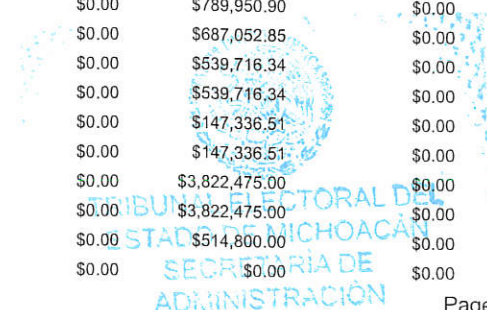 $0.00 $789,950.90 $0.00
$0.00 $687,052.85 $0.00
$0.00 $539,716.34 $0.00
$0.00 $539,716.34 $0.00
$0.00 $147,336.51 $0.00
$0.00 $147,336.51 $0.00
$0.00 $3,822,475.00 $0.00
$0.00 $3,822,475.00 $0.00
$0.00 $514,800.00 $0.00
$0.00 $0.00 $0.00
TRIBUNAL ELECTORAL DEL
ESTADO DE MICHOACÁN
SECRETARÍA DE
ADMINISTRACIÓN
Page